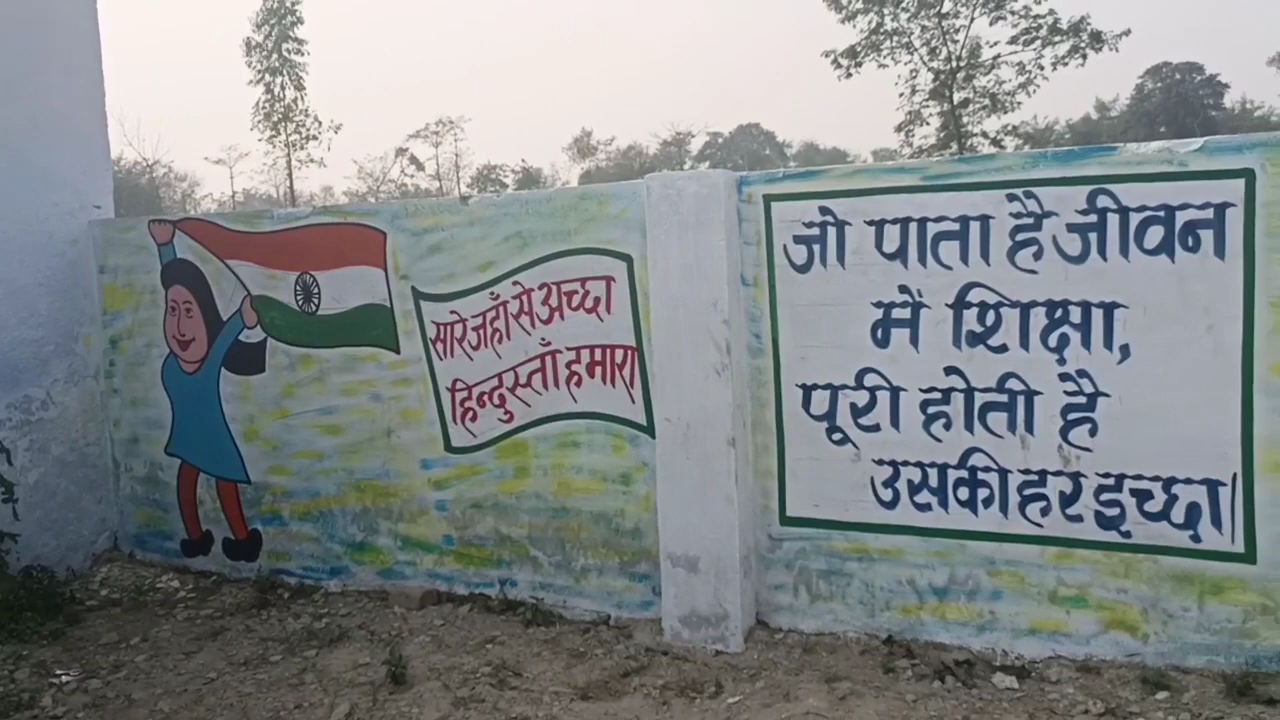 सारे जहाँ से अच्छा
हिन्दुस्ताँ हमारा
जो पाता है जीवन
में शिक्षा,
पूरी होती है
उसकी हर इच्छा।